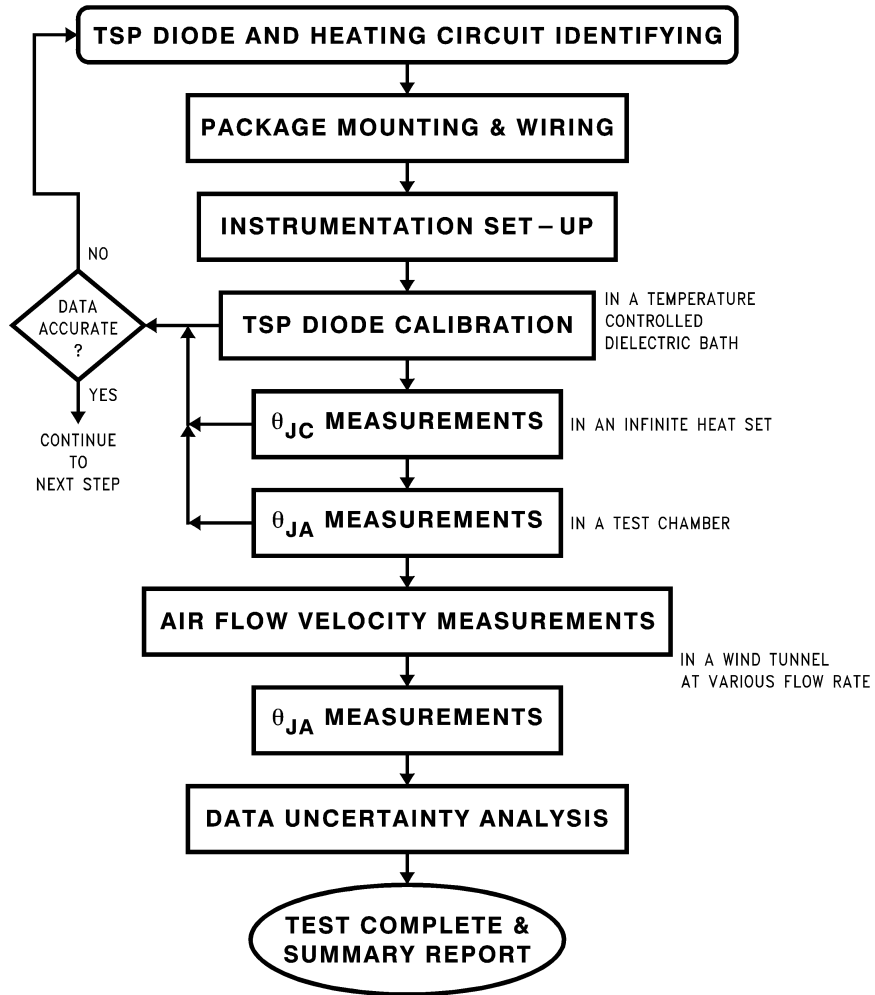 TSP DIODE AND HEATING CIRCUIT IDENTIFYING
PACKAGE MOUNTING & WIRING
INSTRUMENTATION SET – UP
NO
DATA
ACCURATE
?
YES
CONTINUE
TO
NEXT STEP
TSP DIODE CALIBRATION
IN A TEMPERATURE
CONTROLLED
DIELECTRIC BATH
θJC MEASUREMENTS
IN AN INFINITE HEAT SET
θJA MEASUREMENTS
IN A TEST CHAMBER
AIR FLOW VELOCITY MEASUREMENTS
IN A WIND TUNNEL
AT VARIOUS FLOW RATE
θJA MEASUREMENTS
DATA UNCERTAINTY ANALYSIS
TEST COMPLETE &
SUMMARY REPORT